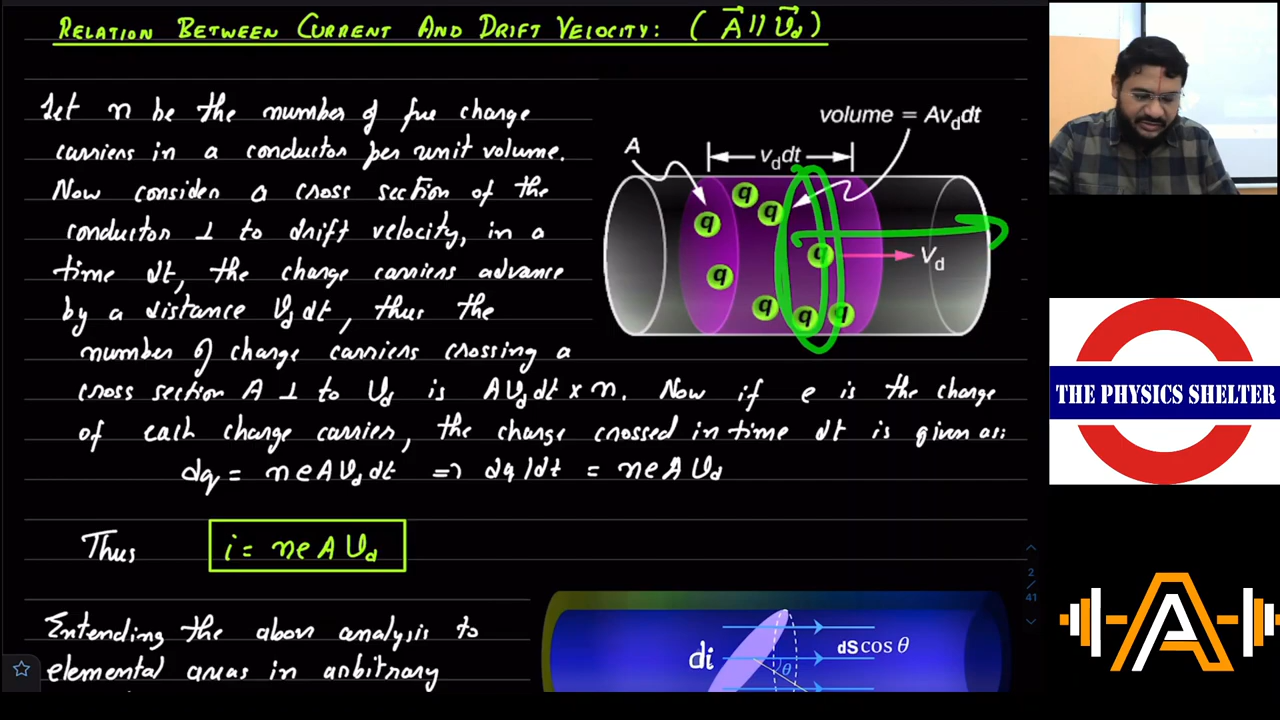 RELATION BETWEEN CURRENT AND DRIFT VELOCITY: ( A⃗ // V⃗d )
Let n be the number of free charge
carriers in a conductor per unit volume.
Now consider a cross section of the
conductor ⊥ to drift velocity, in a
time dt, the charge carriers advance
by a distance Vd dt, thus the
number of charge carriers crossing a
cross section A ⊥ to Vd is AVd dt × n. Now if e is the charge
of each charge carrier, the charge crossed in time dt is given as:
dq = neAVd dt ⇒ dq/dt = neAVd
Thus i = neAVd
Extending the above analysis to
elemental areas in arbitrary
volume = Avddt
A
vddt
q
q
q
q
q
q
q
q
vd
di
dS cos θ
θ
THE PHYSICS SHELTER
A
2
/
41